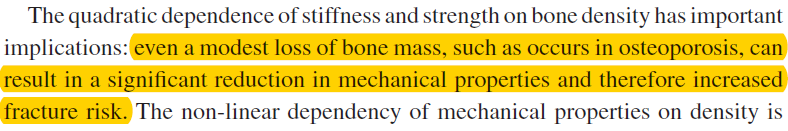 The quadratic dependence of stiffness and strength on bone density has important
implications: even a modest loss of bone mass, such as occurs in osteoporosis, can
result in a significant reduction in mechanical properties and therefore increased
fracture risk. The non-linear dependency of mechanical properties on density is